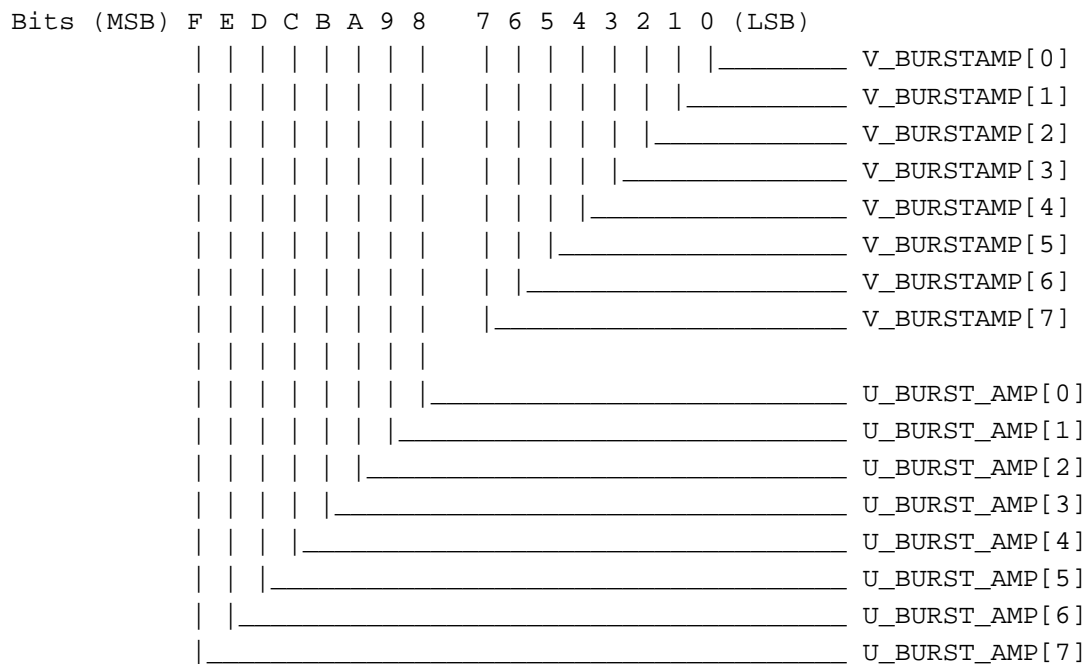 Bits (MSB) F E D C B A 9 8 7 6 5 4 3 2 1 0 (LSB)
V_BURSTAMP[0]
V_BURSTAMP[1]
V_BURSTAMP[2]
V_BURSTAMP[3]
V_BURSTAMP[4]
V_BURSTAMP[5]
V_BURSTAMP[6]
V_BURSTAMP[7]
U_BURST_AMP[0]
U_BURST_AMP[1]
U_BURST_AMP[2]
U_BURST_AMP[3]
U_BURST_AMP[4]
U_BURST_AMP[5]
U_BURST_AMP[6]
U_BURST_AMP[7]